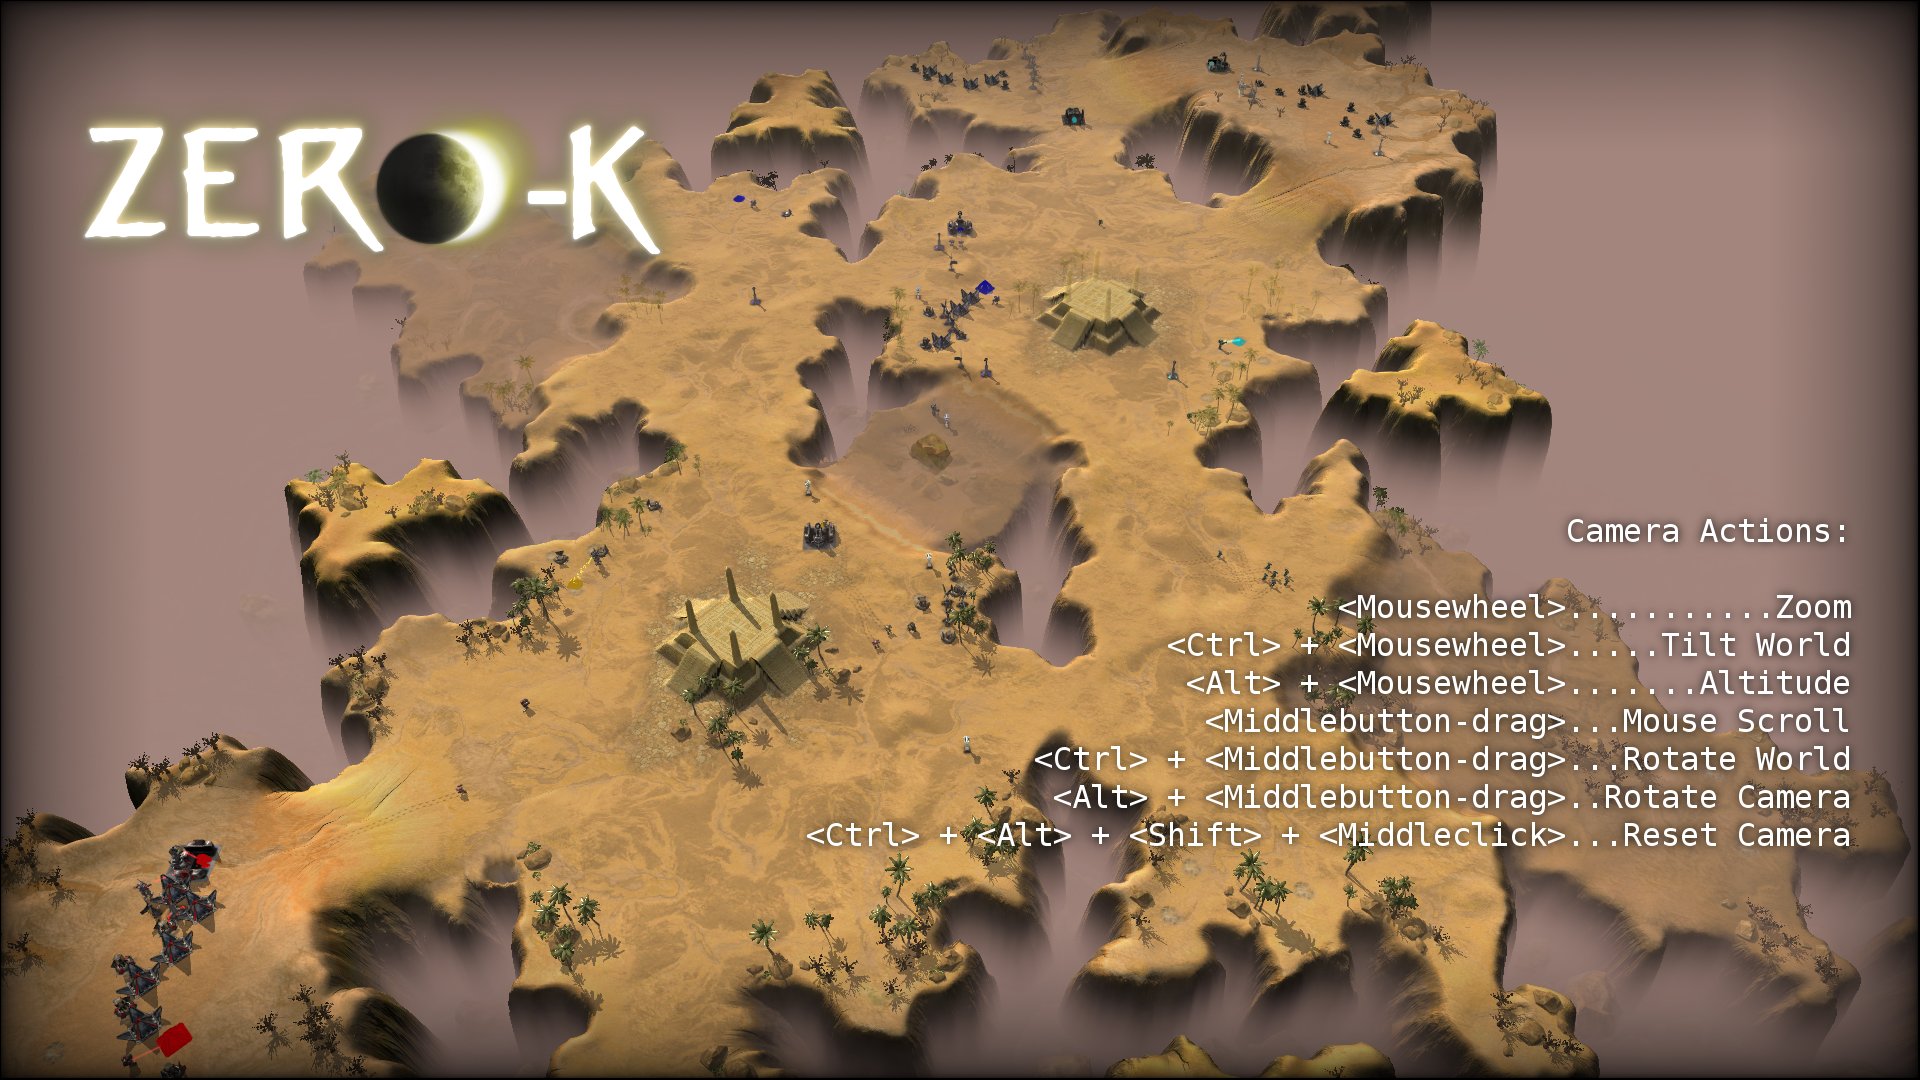 ZERO-K
Camera Actions:
<Mousewheel>...........Zoom
<Ctrl> + <Mousewheel>.....Tilt World
<Alt> + <Mousewheel>.......Altitude
<Middlebutton-drag>...Mouse Scroll
<Ctrl> + <Middlebutton-drag>...Rotate World
<Alt> + <Middlebutton-drag>..Rotate Camera
<Ctrl> + <Alt> + <Shift> + <Middleclick>...Reset Camera